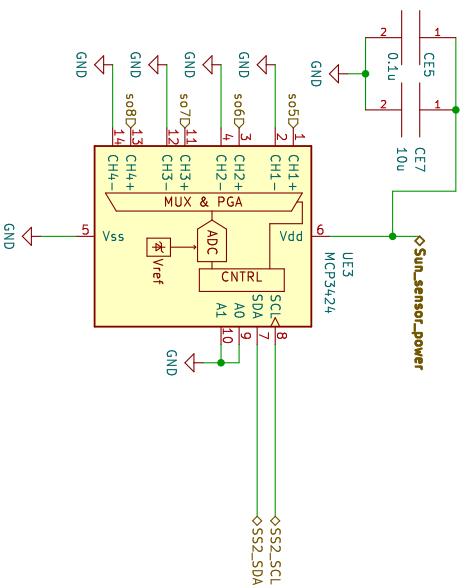 2
1
CE5
0.1u
2
1
CE7
10u
GND
GND
GND
GND
GND
so8
so7
so6
so5
14
13
12
11
4
3
2
1
CH4-
CH4+
CH3-
CH3+
CH2-
CH2+
CH1-
CH1+
MUX & PGA
ADC
Vref
CNTRL
5
Vss
GND
Vdd
6
UE3
MCP3424
Sun_sensor_power
A1
A0
SDA
SCL
10
9
7
8
GND
SS2_SDA
SS2_SCL